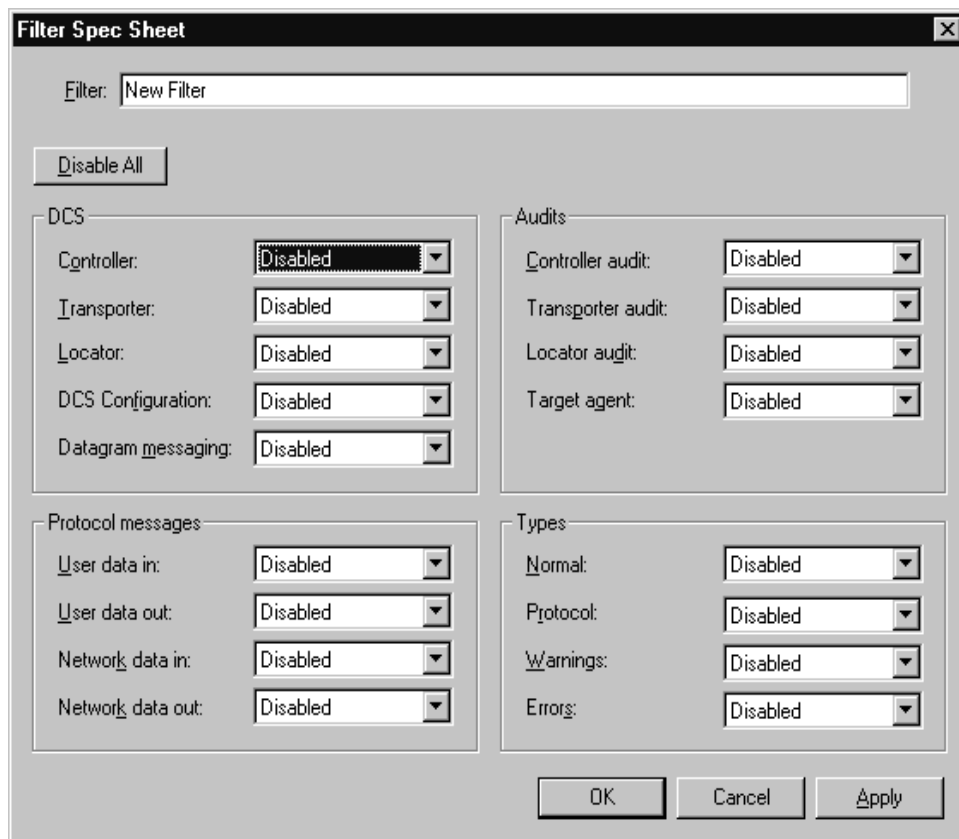 Filter Spec Sheet
Filter: New Filter
Disable All
DCS
Controller: Disabled
Transporter: Disabled
Locator: Disabled
DCS Configuration: Disabled
Datagram messaging: Disabled
Audits
Controller audit: Disabled
Transporter audit: Disabled
Locator audit: Disabled
Target agent: Disabled
Protocol messages
User data in: Disabled
User data out: Disabled
Network data in: Disabled
Network data out: Disabled
Types
Normal: Disabled
Protocol: Disabled
Warnings: Disabled
Errors: Disabled
OK Cancel Apply